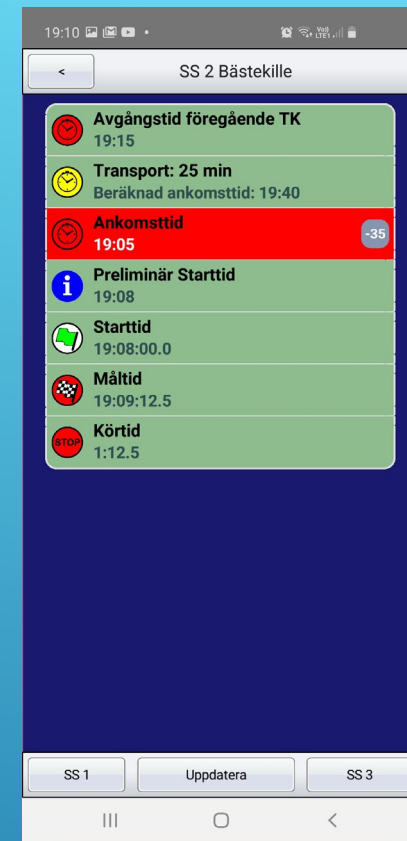 19:10
Vo))
LTE1
<
SS 2 Bästekille
Avgångstid föregående TK
19:15
Transport: 25 min
Beräknad ankomsttid: 19:40
Ankomsttid
19:05
-35
i
Preliminär Starttid
19:08
Starttid
19:08:00.0
Måltid
19:09:12.5
STOP
Körtid
1:12.5
SS 1
Uppdatera
SS 3